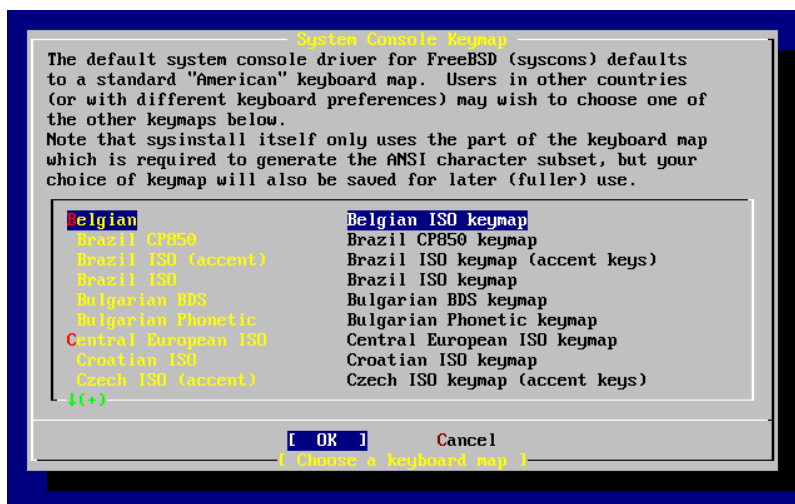 System Console Keymap
The default system console driver for FreeBSD (syscons) defaults
to a standard "American" keyboard map.  Users in other countries
(or with different keyboard preferences) may wish to choose one of
the other keymaps below.
Note that sysinstall itself only uses the part of the keyboard map
which is required to generate the ANSI character subset, but your
choice of keymap will also be saved for later (fuller) use.
Belgian Belgian ISO keymap
Brazil CP850 Brazil CP850 keymap
Brazil ISO (accent) Brazil ISO keymap (accent keys)
Brazil ISO Brazil ISO keymap
Bulgarian BDS Bulgarian BDS keymap
Bulgarian Phonetic Bulgarian Phonetic keymap
Central European ISO Central European ISO keymap
Croatian ISO Croatian ISO keymap
Czech ISO (accent) Czech ISO keymap (accent keys)
↓(+)
[ OK ] Cancel
[ Choose a keyboard map ]